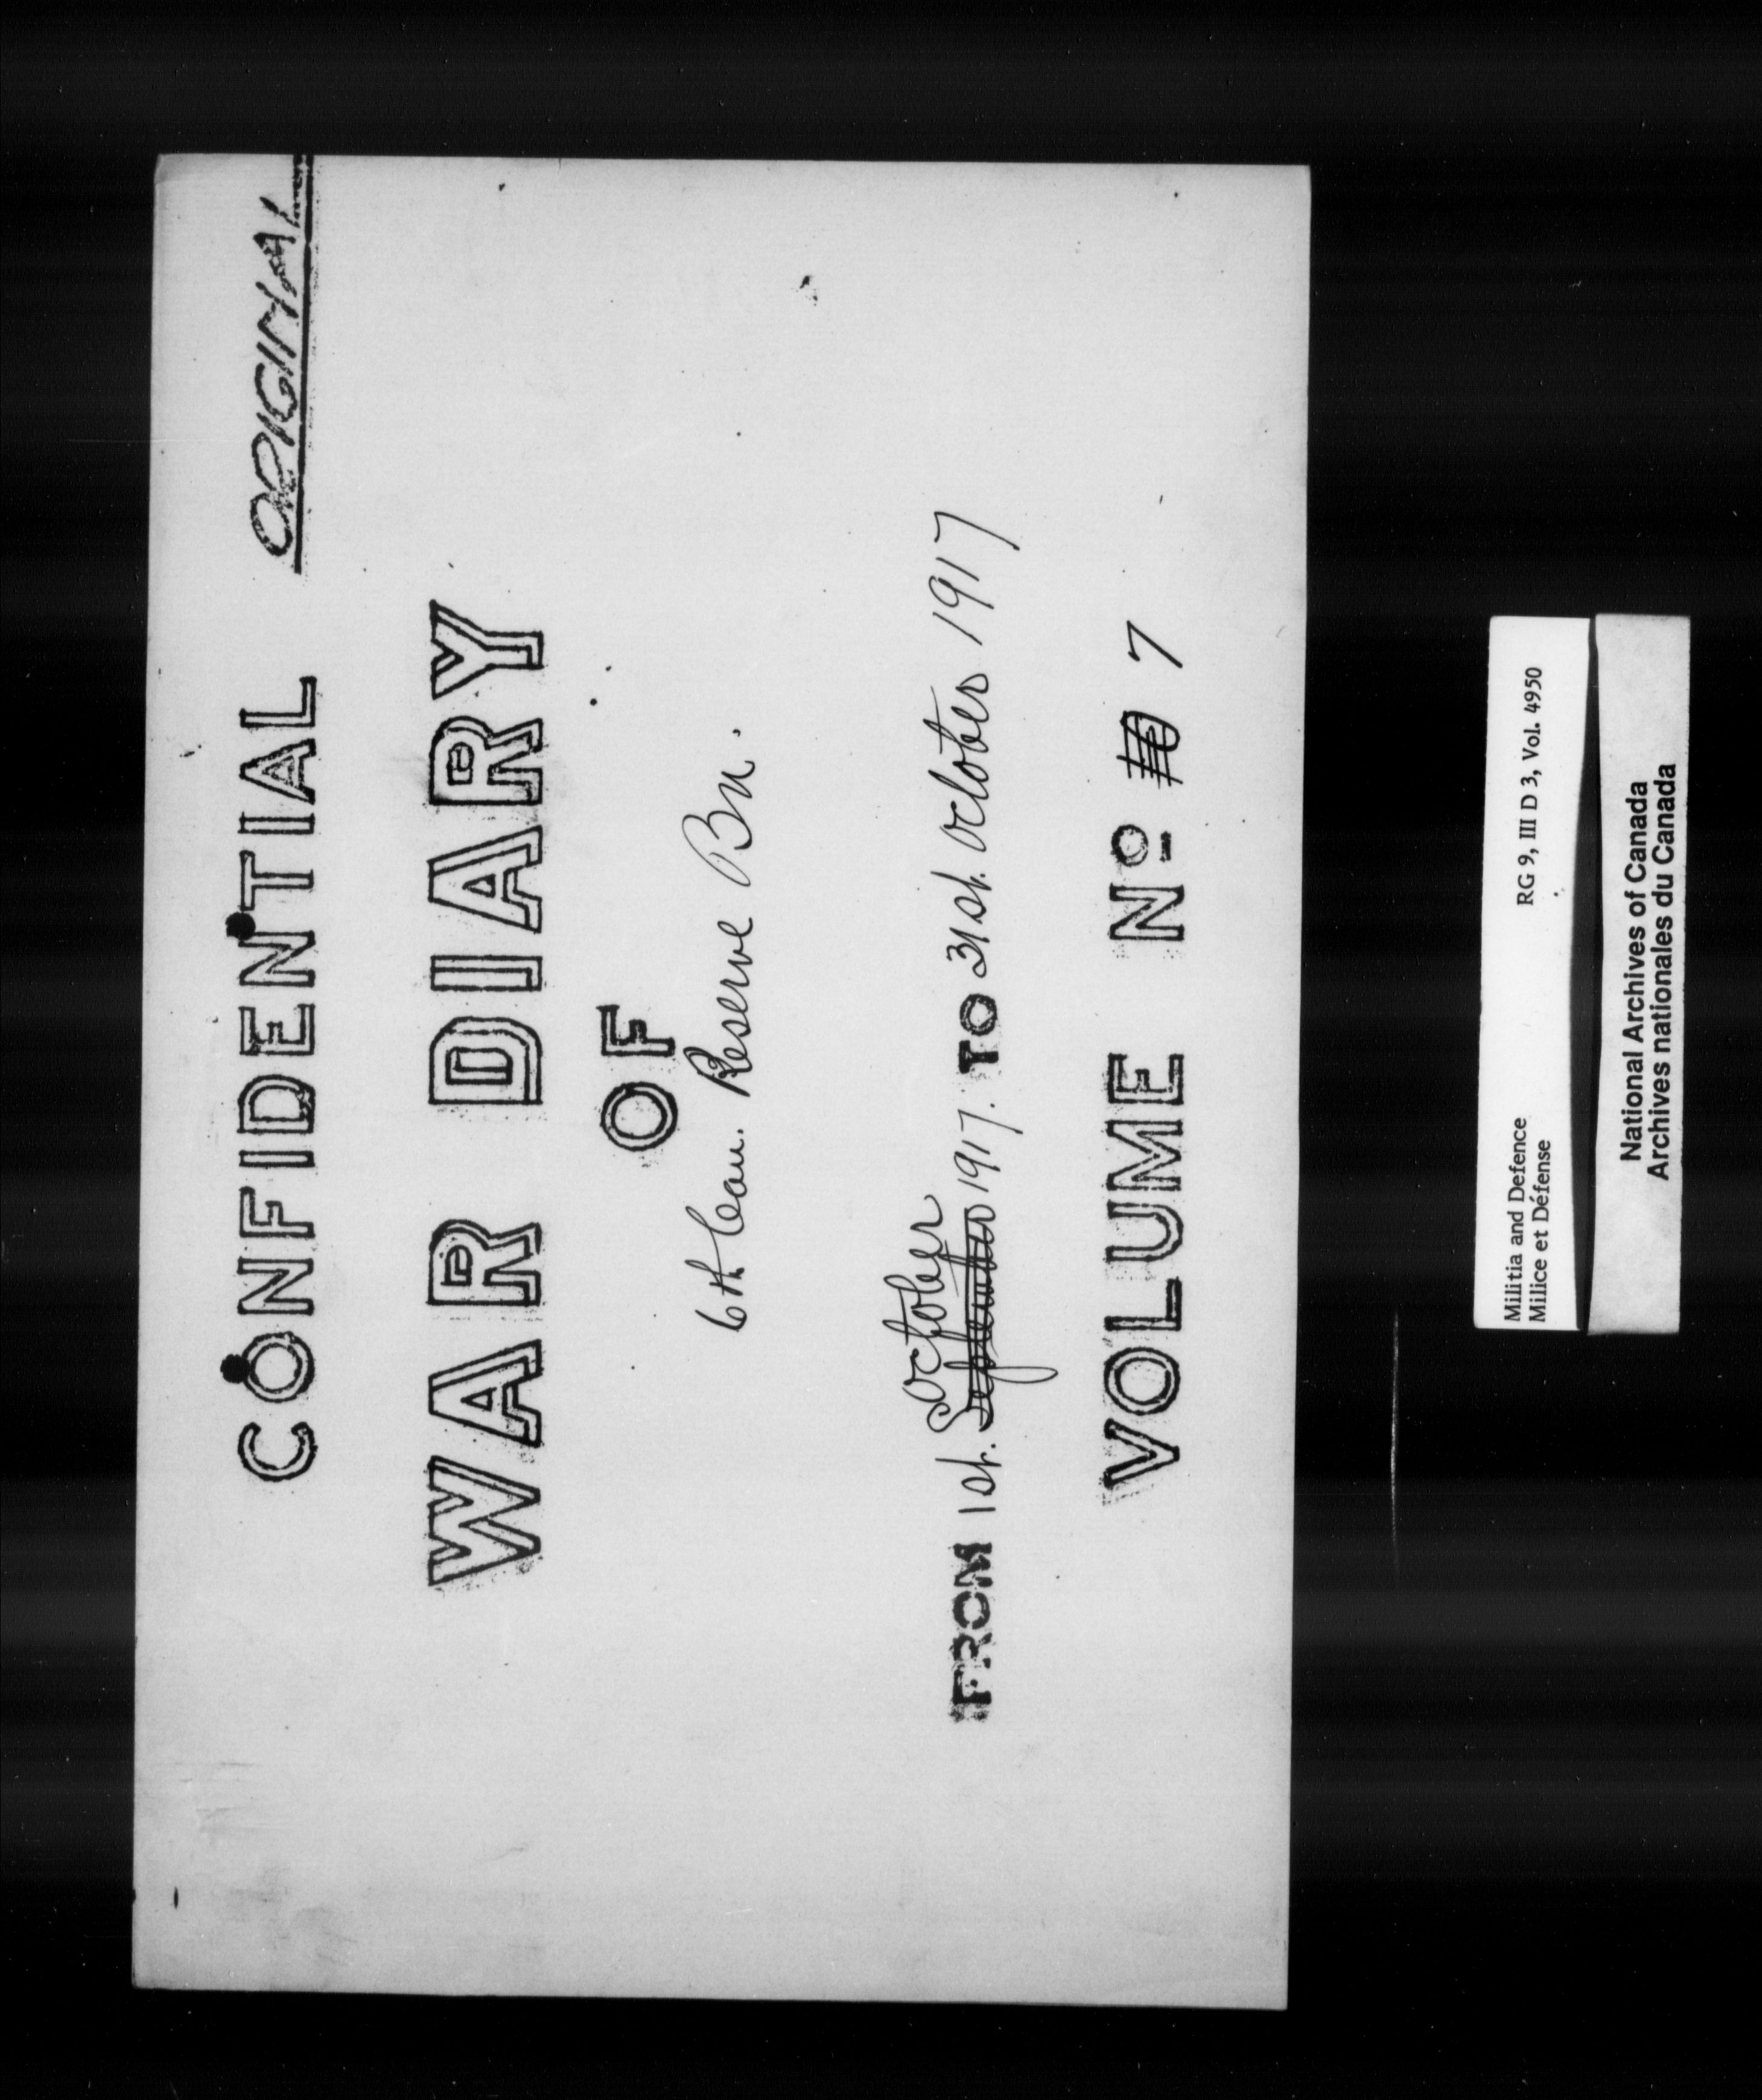 CONFIDENTIAL ORIGINAL
WAR DIARY
OF
6th Can. Reserve Bn.
October
FROM 1st. September 1917. TO 31st. October 1917
VOLUME Nº 7
Militia and Defence RG 9, III D 3, Vol. 4950
Milice et Défense
National Archives of Canada
Archives nationales du Canada